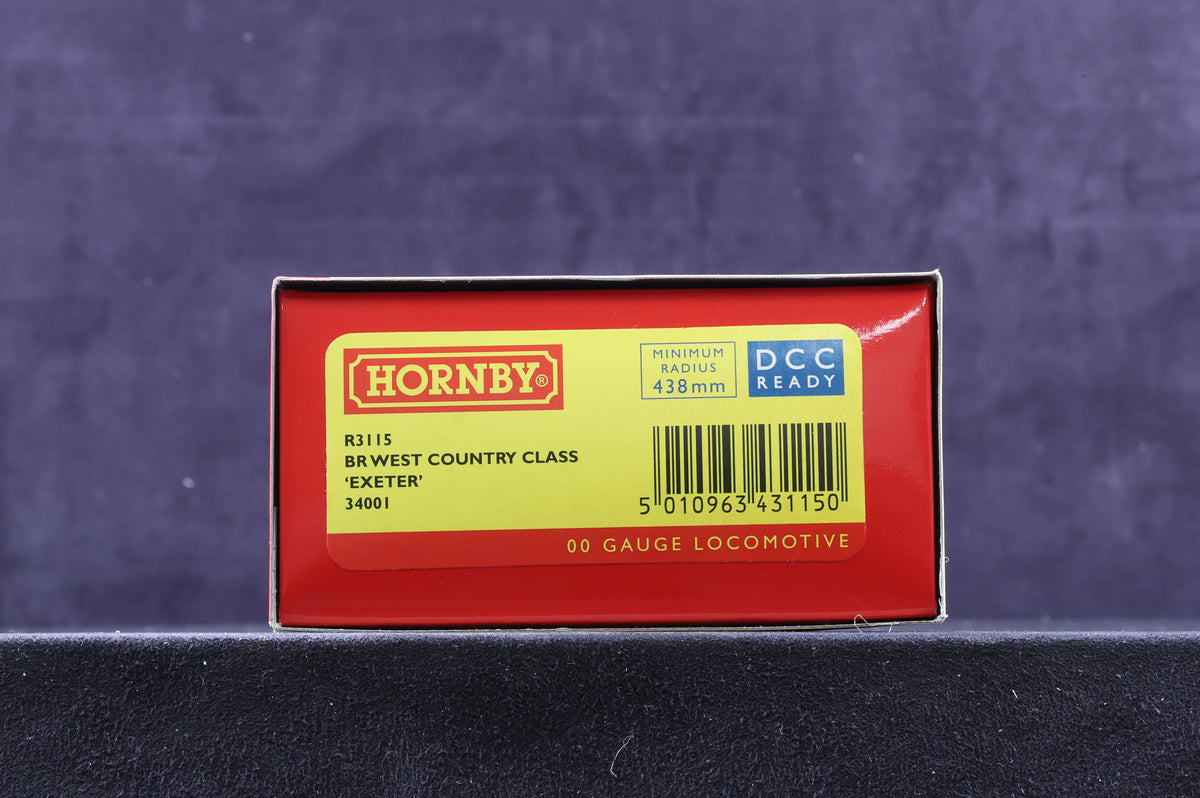 HORNBY®
MINIMUM
RADIUS
438mm
DCC
READY
R3115
BR WEST COUNTRY CLASS
‘EXETER’
34001
5 010963 431150
00 GAUGE LOCOMOTIVE